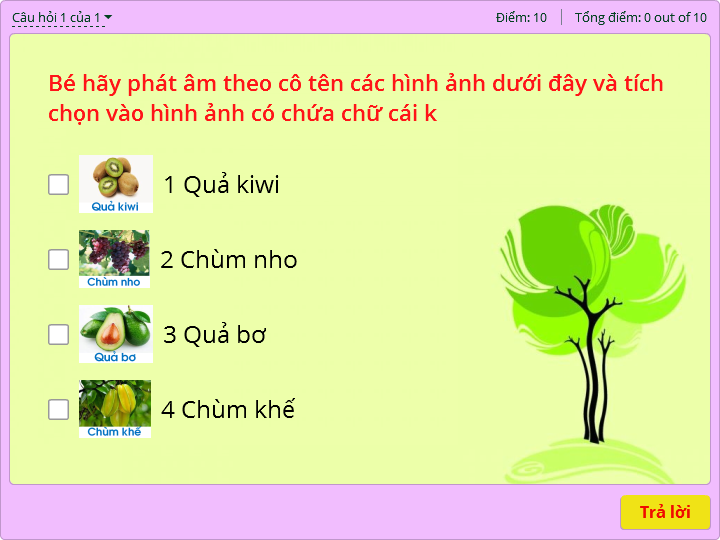 Câu hỏi 1 của 1
Điểm: 10
Tổng điểm: 0 out of 10
Bé hãy phát âm theo cô tên các hình ảnh dưới đây và tích
chọn vào hình ảnh có chứa chữ cái k
Quả kiwi
1 Quả kiwi
Chùm nho
2 Chùm nho
Quả bơ
3 Quả bơ
Chùm khế
4 Chùm khế
Trả lời